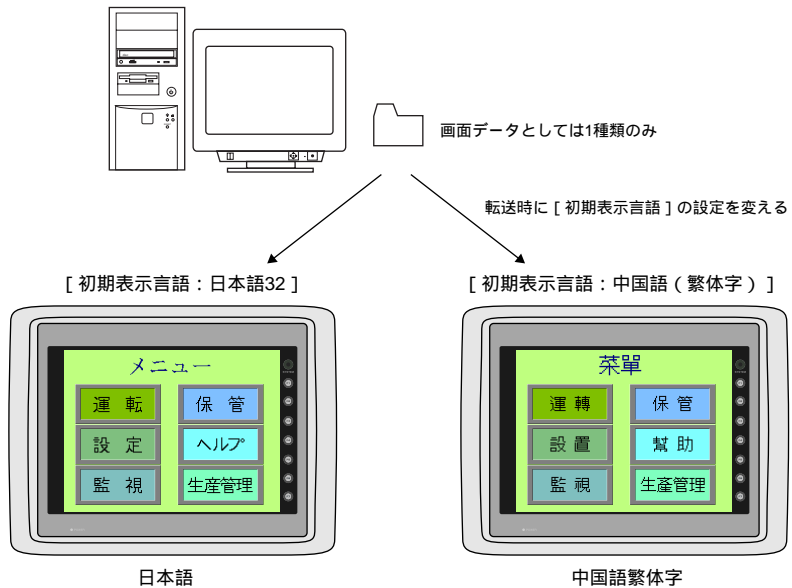 画面データとしては1種類のみ
転送時に [ 初期表示言語 ] の設定を変える
[ 初期表示言語：日本語32 ]
[ 初期表示言語：中国語（繁体字）]
メニュー
運 転
保 管
設 定
ヘルプ
監 視
生産管理
菜單
運 轉
保 管
設 置
幫 助
監 視
生產管理
日本語
中国語繁体字